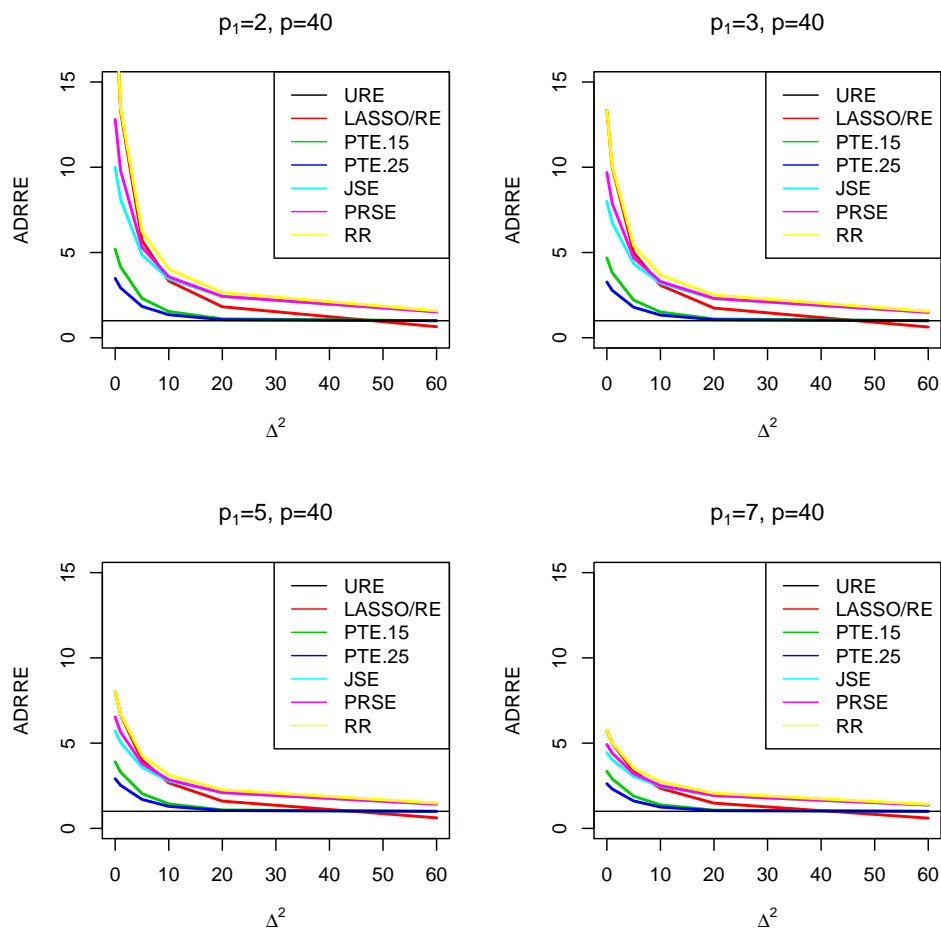 p₁=2, p=40
ADRRE
15
10
5
0
URE
LASSO/RE
PTE.15
PTE.25
JSE
PRSE
RR
0 10 20 30 40 50 60
Δ²
p₁=3, p=40
ADRRE
15
10
5
0
URE
LASSO/RE
PTE.15
PTE.25
JSE
PRSE
RR
0 10 20 30 40 50 60
Δ²
p₁=5, p=40
ADRRE
15
10
5
0
URE
LASSO/RE
PTE.15
PTE.25
JSE
PRSE
RR
0 10 20 30 40 50 60
Δ²
p₁=7, p=40
ADRRE
15
10
5
0
URE
LASSO/RE
PTE.15
PTE.25
JSE
PRSE
RR
0 10 20 30 40 50 60
Δ²